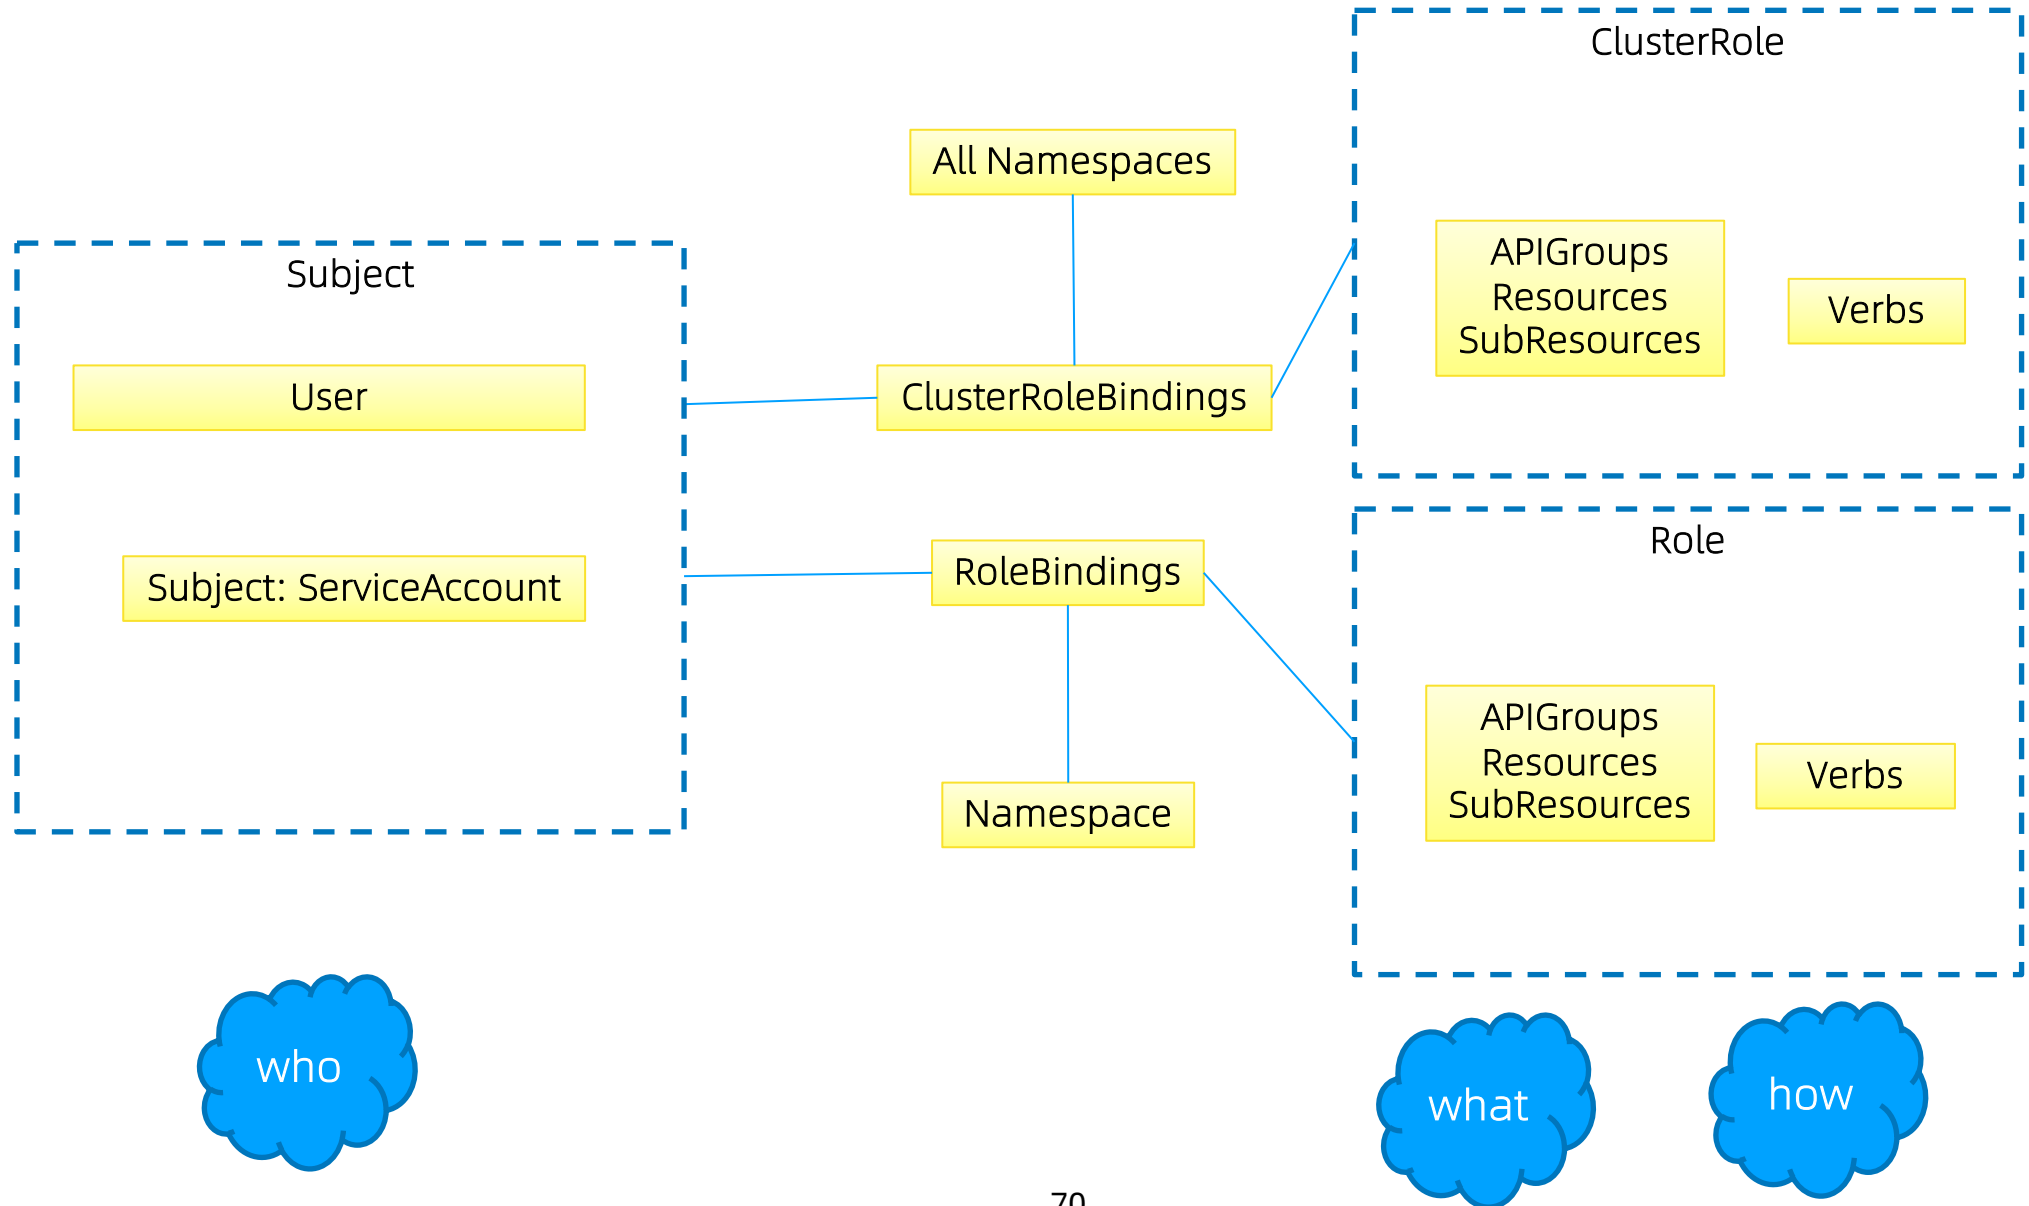 ClusterRole
All Namespaces
APIGroups
Resources
SubResources
Verbs
Subject
User
ClusterRoleBindings
Subject: ServiceAccount
RoleBindings
Role
APIGroups
Resources
SubResources
Verbs
Namespace
who
what
how